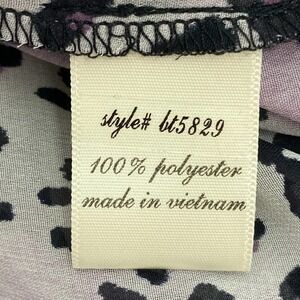 style# bt5829
100% polyester
made in vietnam